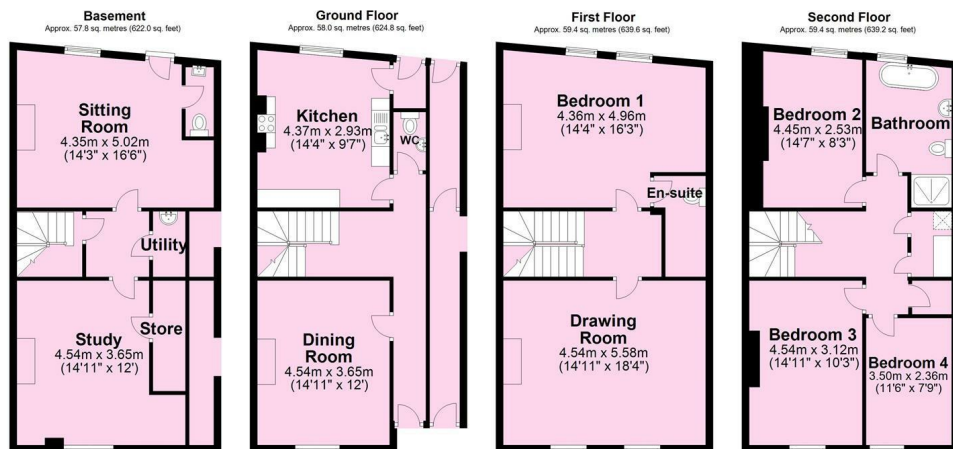 Basement
Approx. 57.8 sq. metres (622.0 sq. feet)
Sitting
Room
4.35m x 5.02m
(14'3" x 16'6")
Utility
Store
Study
4.54m x 3.65m
(14'11" x 12')
Ground Floor
Approx. 58.0 sq. metres (624.8 sq. feet)
Kitchen
4.37m x 2.93m
(14'4" x 9'7")
WC
Dining
Room
4.54m x 3.65m
(14'11" x 12')
First Floor
Approx. 59.4 sq. metres (639.6 sq. feet)
Bedroom 1
4.36m x 4.96m
(14'4" x 16'3")
En-suite
Drawing
Room
4.54m x 5.58m
(14'11" x 18'4")
Second Floor
Approx. 59.4 sq. metres (639.2 sq. feet)
Bedroom 2
4.45m x 2.53m
(14'7" x 8'3")
Bathroom
Bedroom 3
4.54m x 3.12m
(14'11" x 10'3")
Bedroom 4
3.50m x 2.36m
(11'6" x 7'9")